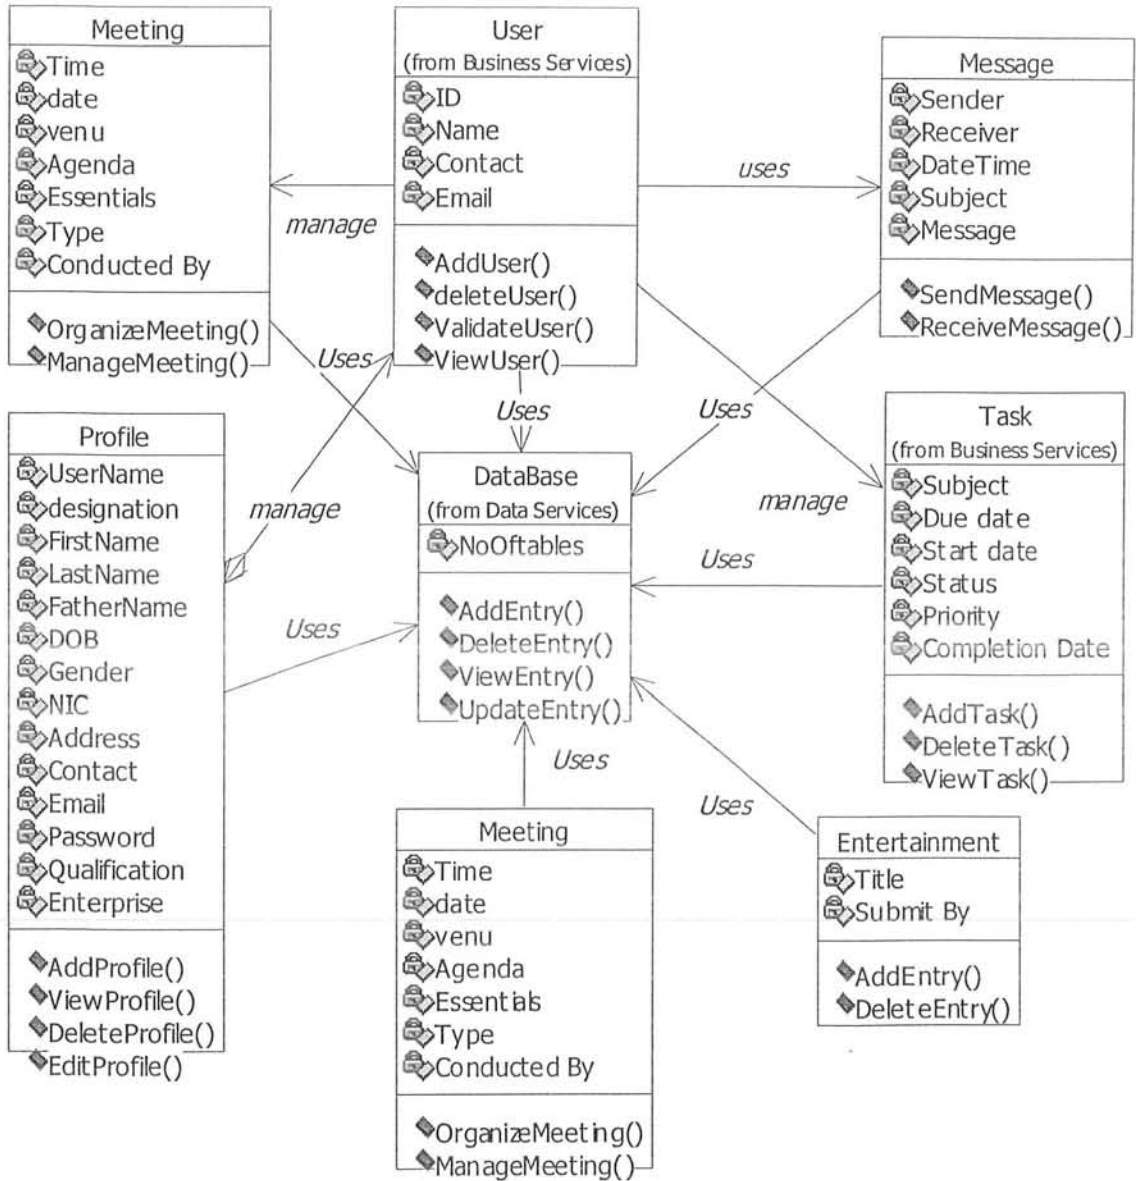 Meeting
Time
date
venu
Agenda
Essentials
Type
Conducted By
OrganizeMeeting()
ManageMeeting()
User
(from Business Services)
ID
Name
Contact
Email
AddUser()
deleteUser()
ValidateUser()
ViewUser()
Message
Sender
Receiver
DateTime
Subject
Message
SendMessage()
ReceiveMessage()
manage
uses
Uses
Uses
Uses
manage
manage
Uses
Uses
Uses
Uses
Profile
UserName
designation
FirstName
LastName
FatherName
DOB
Gender
NIC
Address
Contact
Email
Password
Qualification
Enterprise
AddProfile()
ViewProfile()
DeleteProfile()
EditProfile()
DataBase
(from Data Services)
NoOftables
AddEntry()
DeleteEntry()
ViewEntry()
UpdateEntry()
Task
(from Business Services)
Subject
Due date
Start date
Status
Priority
Completion Date
AddTask()
DeleteTask()
ViewTask()
Meeting
Time
date
venu
Agenda
Essentials
Type
Conducted By
OrganizeMeeting()
ManageMeeting()
Entertainment
Title
Submit By
AddEntry()
DeleteEntry()